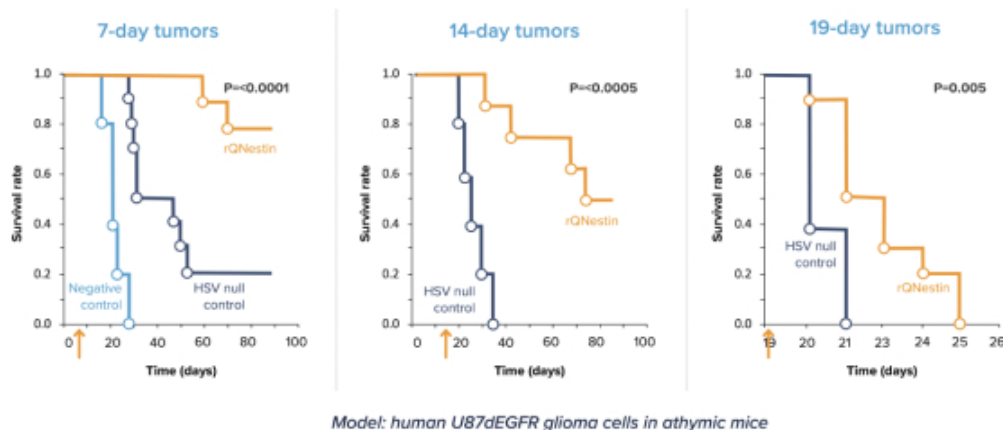 7-day tumors
1.0
0.8
0.6
0.4
0.2
0.0
Survival rate
P=<0.0001
rQNestin
Negative
control
HSV null
control
0 20 40 60 80 100
Time (days)
14-day tumors
1.0
0.8
0.6
0.4
0.2
0.0
Survival rate
P=<0.0005
rQNestin
HSV null
control
0 20 40 60 80 100
Time (days)
19-day tumors
1.0
0.8
0.6
0.4
0.2
0.0
Survival rate
P=0.005
HSV null
control
rQNestin
19 20 21 23 24 25 26
Time (days)
Model: human U87dEGFR glioma cells in athymic mice